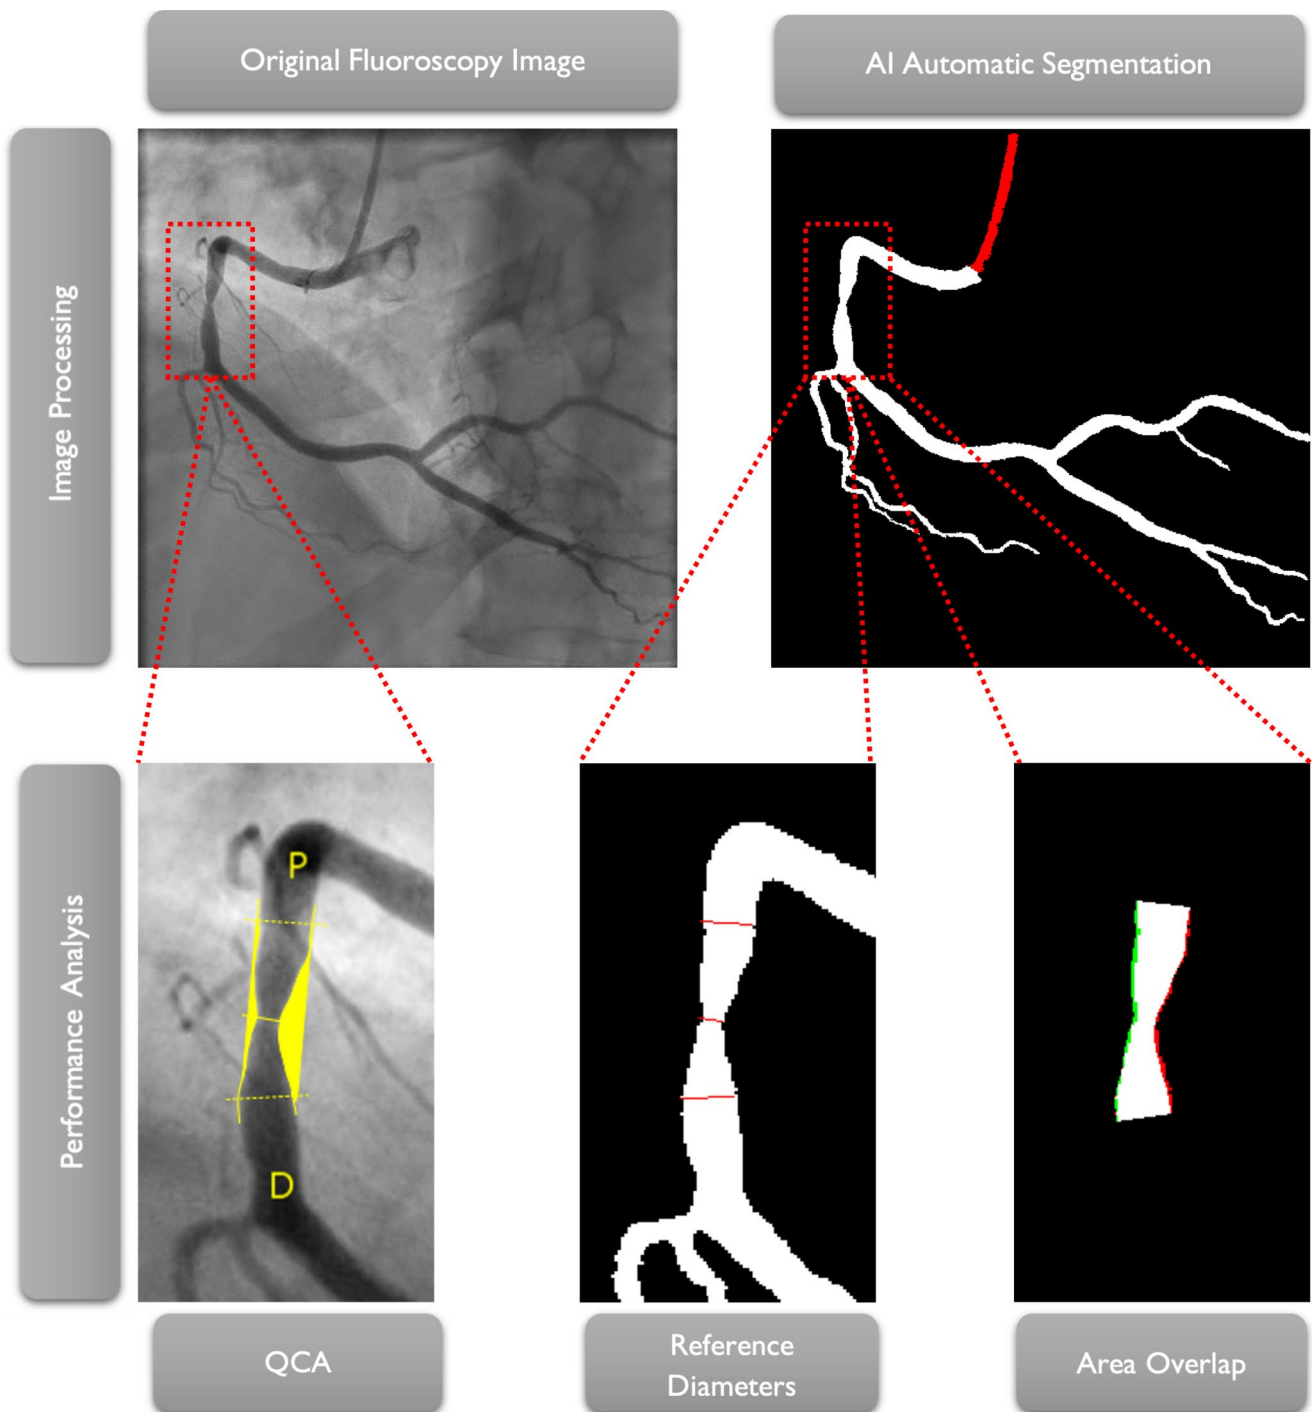 Original Fluoroscopy Image
AI Automatic Segmentation
Image Processing
Performance Analysis
P
D
QCA
Reference
Diameters
Area Overlap